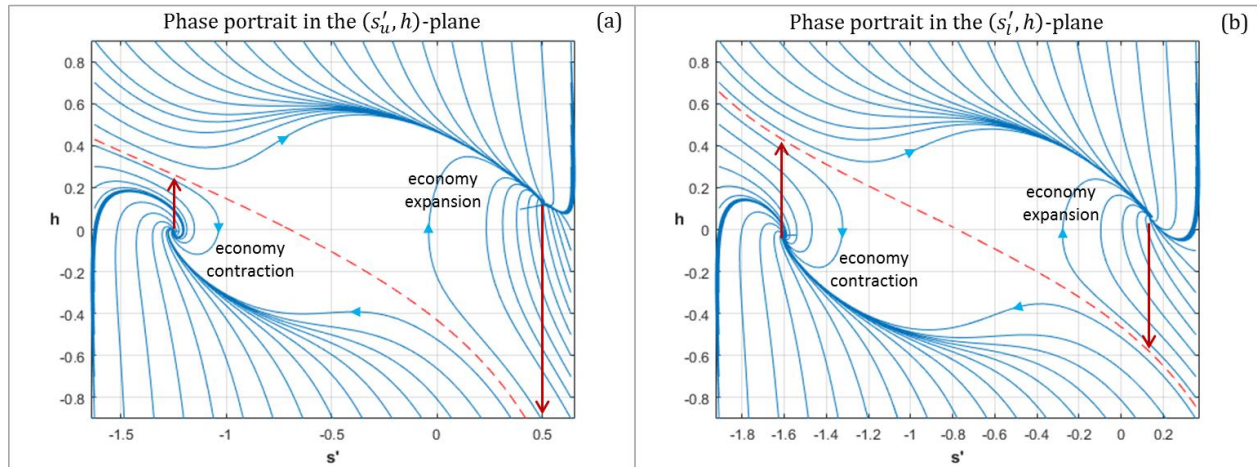 Phase portrait in the (s′ᵤ, h)-plane
(a)
0.8
0.6
0.4
0.2
h
0
-0.2
-0.4
-0.6
-0.8
economy
expansion
economy
contraction
-1.5
-1
-0.5
0
0.5
s'
Phase portrait in the (s′ₗ, h)-plane
(b)
0.8
0.6
0.4
0.2
h
0
-0.2
-0.4
-0.6
-0.8
economy
expansion
economy
contraction
-1.8
-1.6
-1.4
-1.2
-1
-0.8
-0.6
-0.4
-0.2
0
0.2
s'